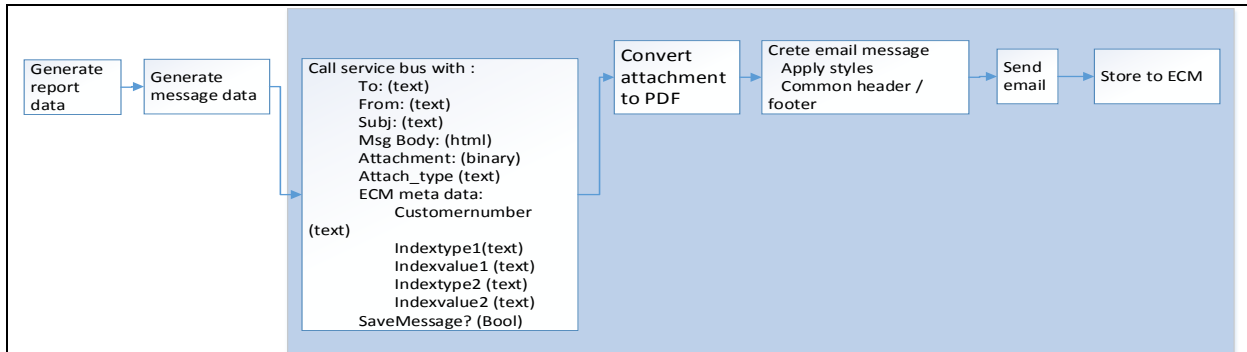 Generate
report
data
Generate
message data
Call service bus with :
To: (text)
From: (text)
Subj: (text)
Msg Body: (html)
Attachment: (binary)
Attach_type (text)
ECM meta data:
Customernumber
(text)
Indextype1(text)
Indexvalue1 (text)
Indextype2 (text)
Indexvalue2 (text)
SaveMessage? (Bool)
Convert
attachment
to PDF
Crete email message
Apply styles
Common header /
footer
Send
email
Store to ECM